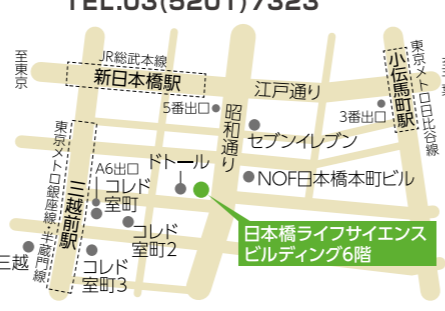 TEL.03(5201)7323
至東京
JR総武本線
新日本橋駅
江戸通り
小伝馬町駅
東京メトロ日比谷線
5番出口
昭和通り
3番出口
セブンイレブン
東京メトロ銀座線・半蔵門線
三越前駅
A6出口
コレド
室町
ドトール
NOF日本橋本町ビル
コレド
室町2
三越
コレド
室町3
日本橋ライフサイエンス
ビルディング6階